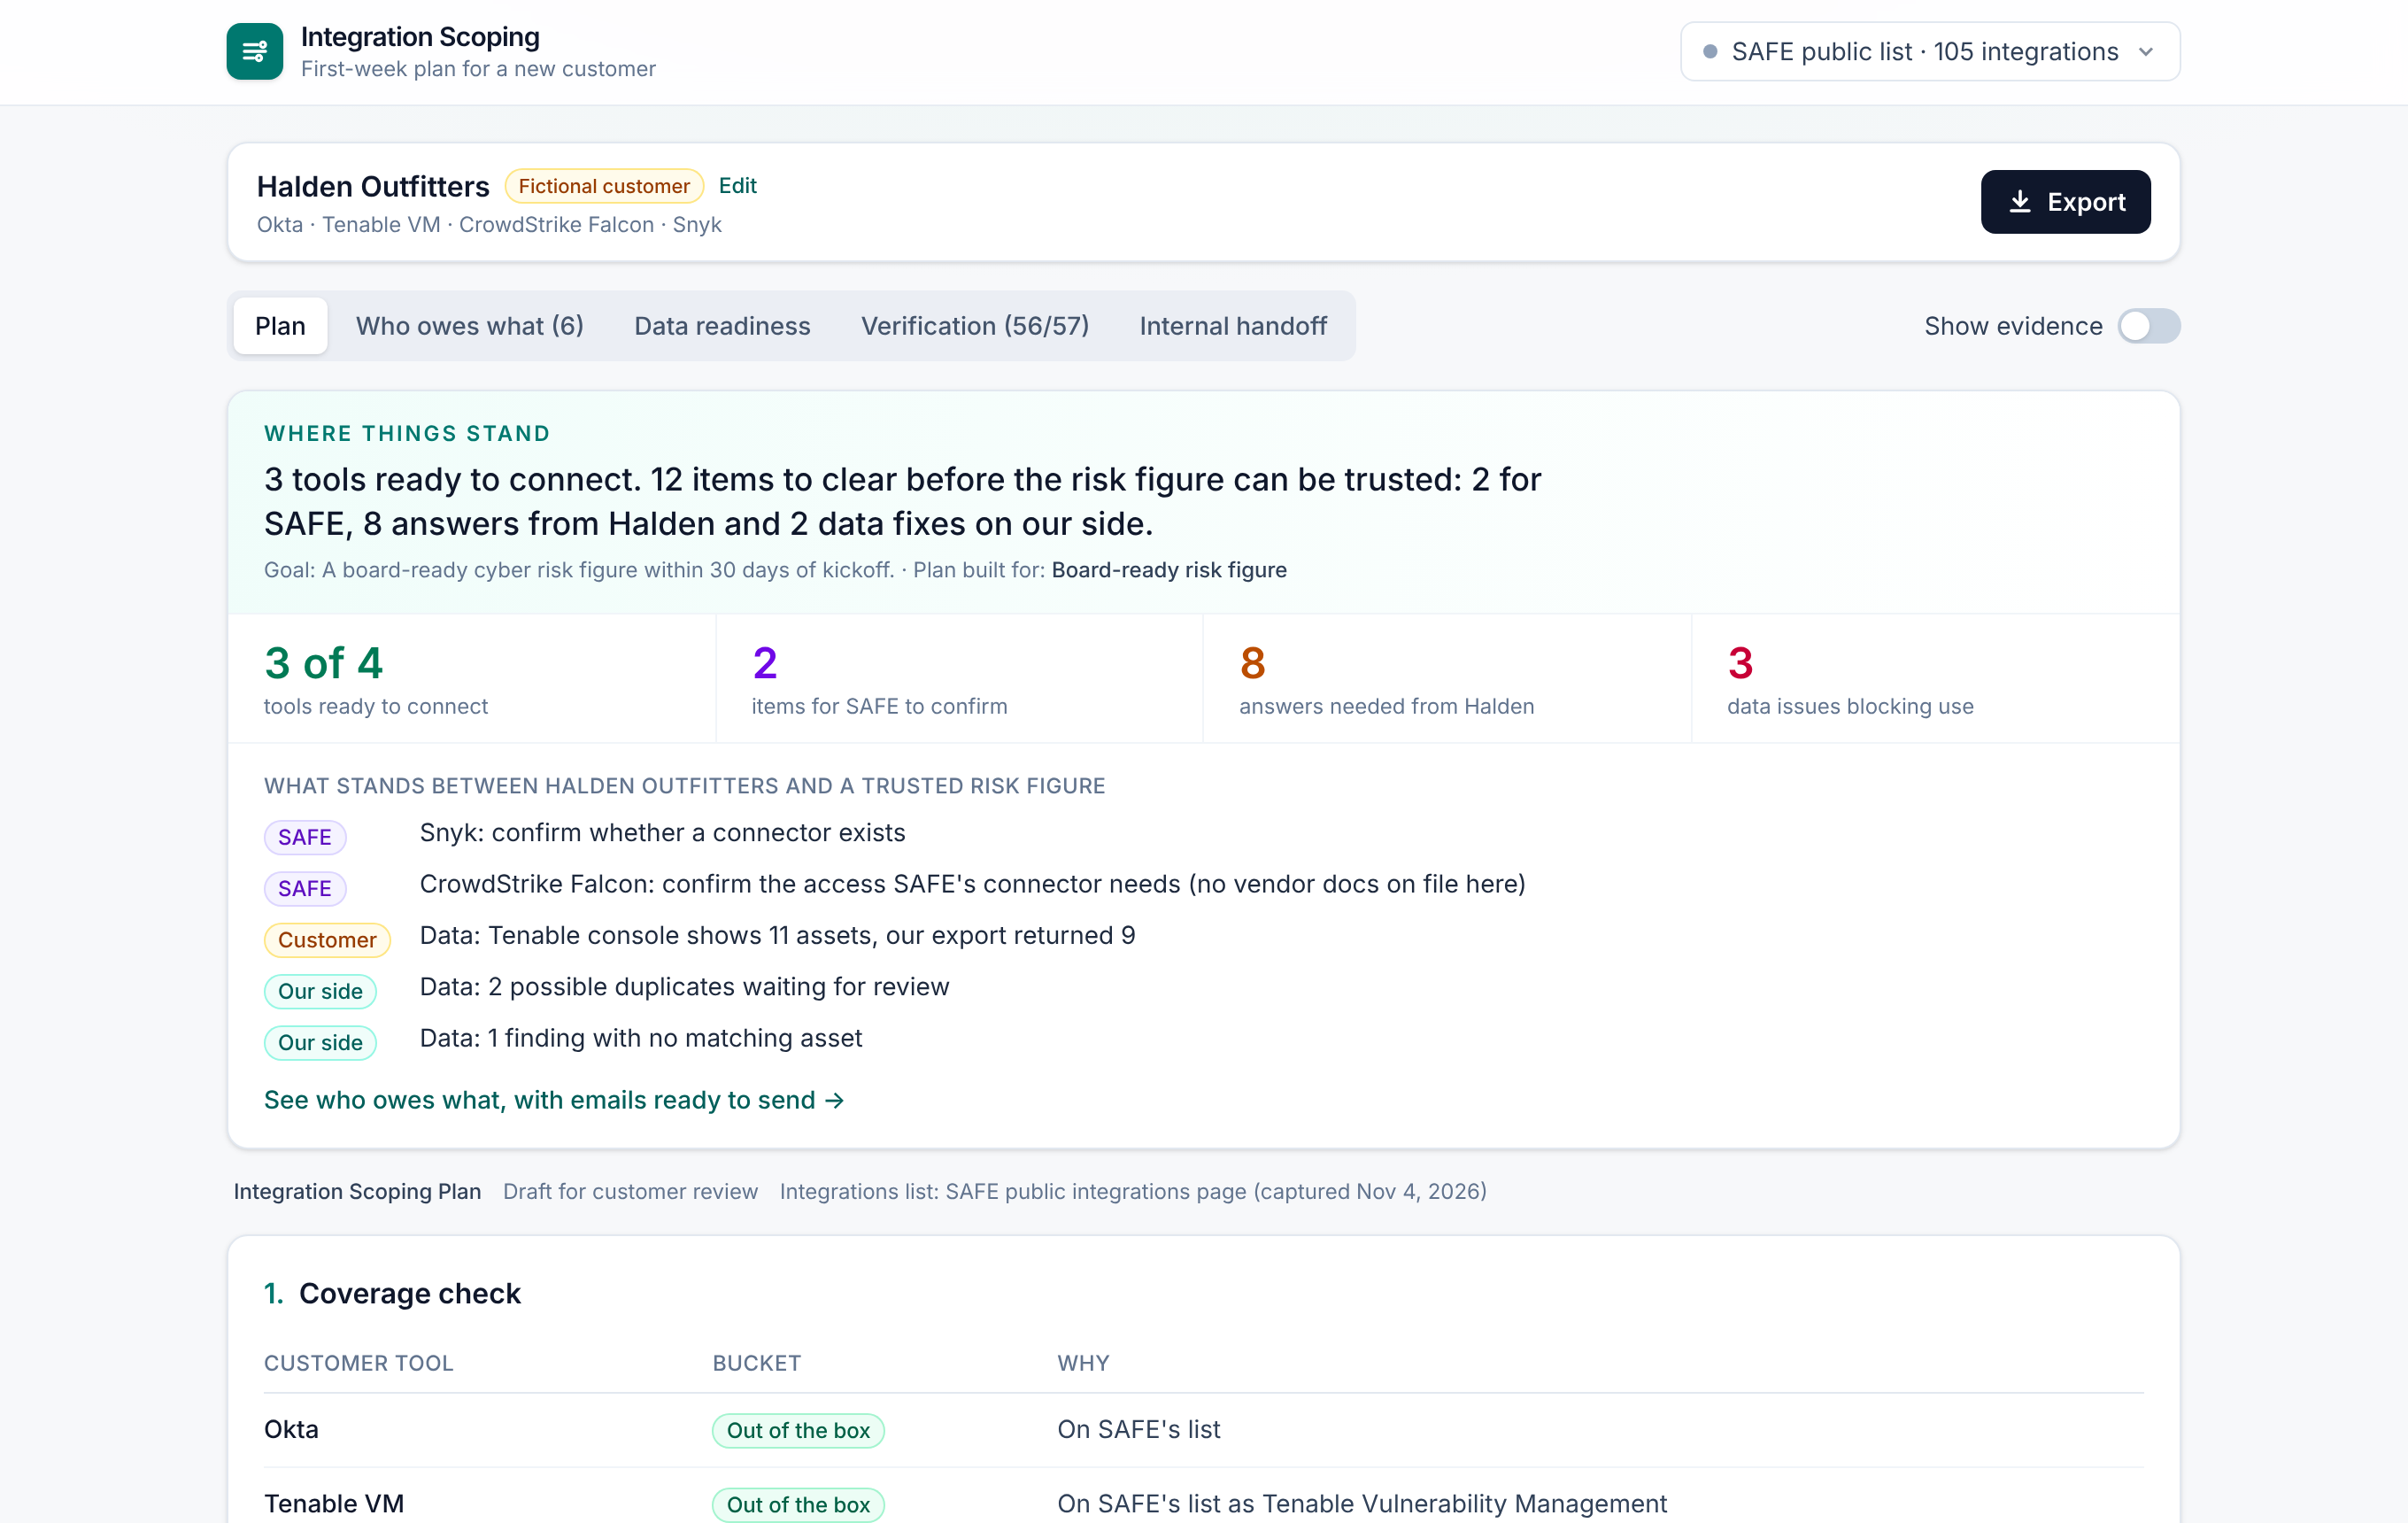 Integration Scoping
First-week plan for a new customer
SAFE public list · 105 integrations
Halden Outfitters Fictional customer Edit
Okta · Tenable VM · CrowdStrike Falcon · Snyk
Export
Plan Who owes what (6) Data readiness Verification (56/57) Internal handoff Show evidence
WHERE THINGS STAND
3 tools ready to connect. 12 items to clear before the risk figure can be trusted: 2 for
SAFE, 8 answers from Halden and 2 data fixes on our side.
Goal: A board-ready cyber risk figure within 30 days of kickoff. · Plan built for: Board-ready risk figure
3 of 4
tools ready to connect
2
items for SAFE to confirm
8
answers needed from Halden
3
data issues blocking use
WHAT STANDS BETWEEN HALDEN OUTFITTERS AND A TRUSTED RISK FIGURE
SAFE Snyk: confirm whether a connector exists
SAFE CrowdStrike Falcon: confirm the access SAFE's connector needs (no vendor docs on file here)
Customer Data: Tenable console shows 11 assets, our export returned 9
Our side Data: 2 possible duplicates waiting for review
Our side Data: 1 finding with no matching asset
See who owes what, with emails ready to send →
Integration Scoping Plan Draft for customer review Integrations list: SAFE public integrations page (captured Nov 4, 2026)
1. Coverage check
CUSTOMER TOOL BUCKET WHY
Okta Out of the box On SAFE's list
Tenable VM Out of the box On SAFE's list as Tenable Vulnerability Management